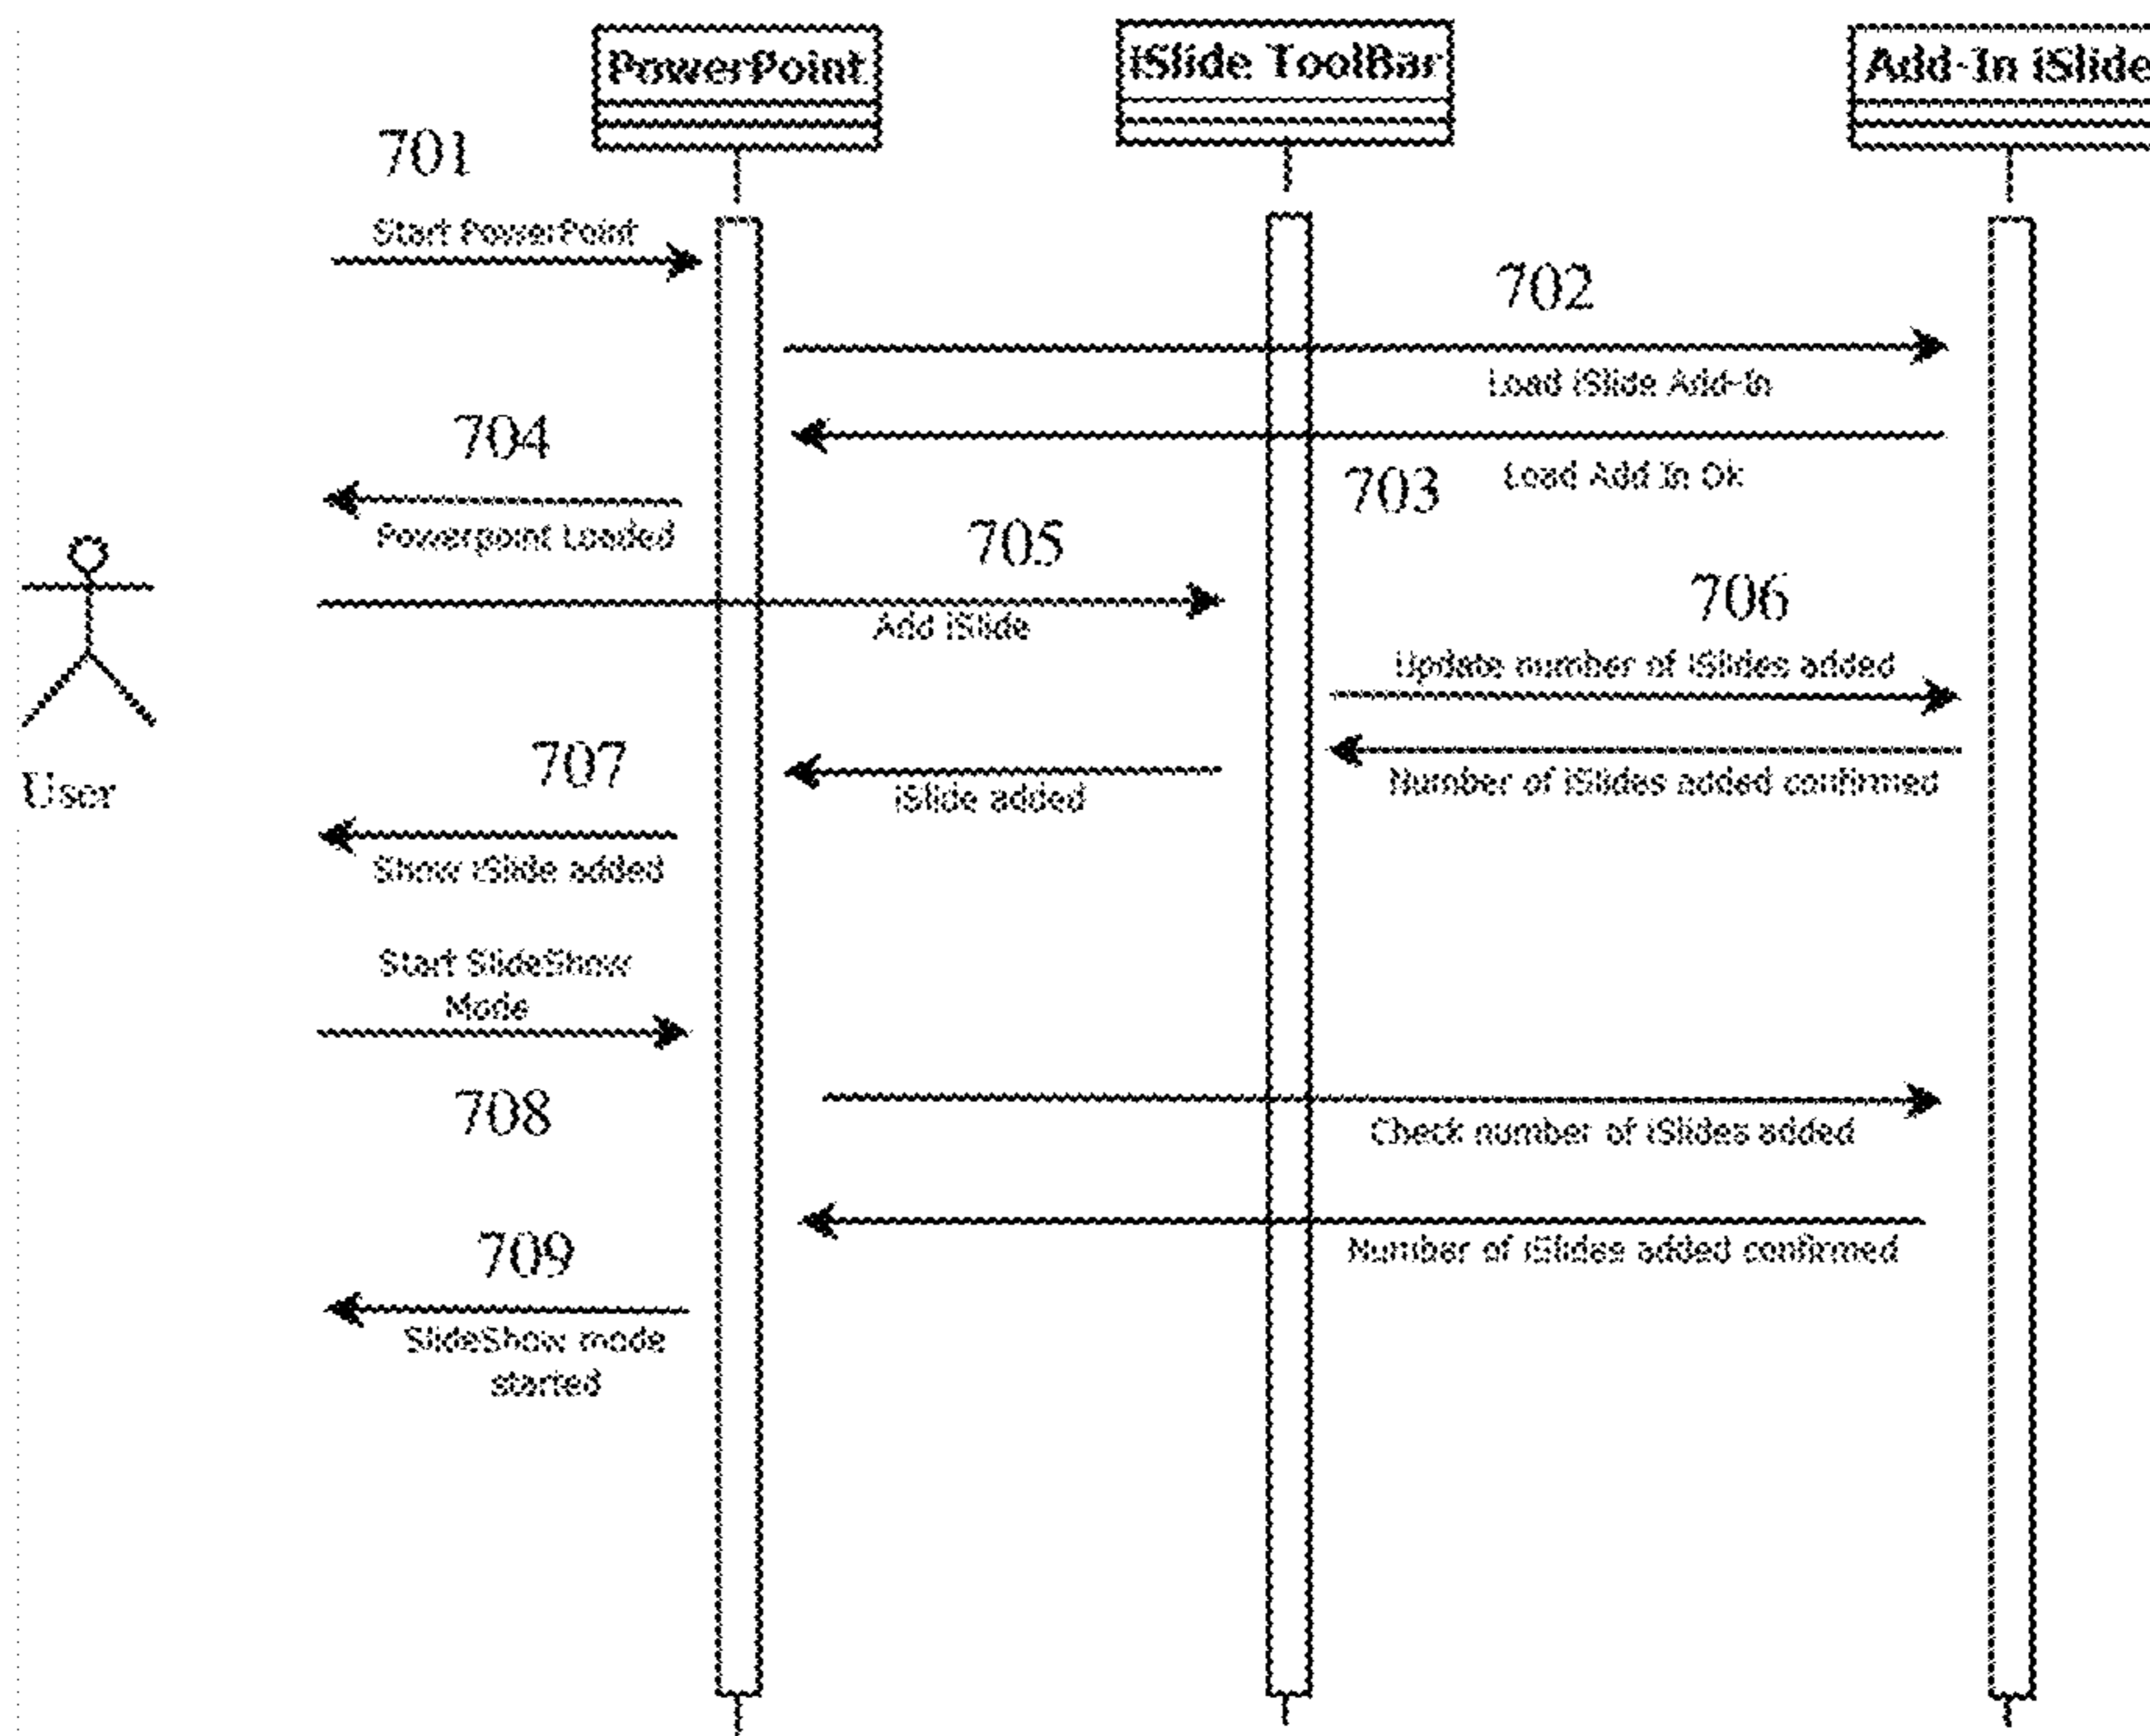 PowerPoint
iSlide ToolBar
Add-In iSlide
701
Start PowerPoint
702
Load iSlide Add-In
704
Load Add In Ok
703
Powerpoint Loaded
705
Add iSlide
706
Update number of iSlides added
707
Number of iSlides added confirmed
User
iSlide added
Show iSlide added
Start SlideShow
Mode
708
Check number of iSlides added
709
Number of iSlides added confirmed
SlideShow mode
started